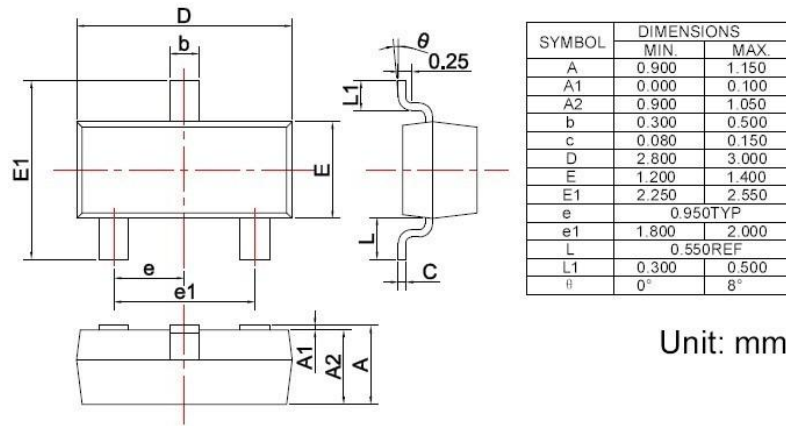 D
b
θ
0.25
L1
E1
E
L
C
e
e1
A1
A2
A
SYMBOL DIMENSIONS
MIN. MAX.
A 0.900 1.150
A1 0.000 0.100
A2 0.900 1.050
b 0.300 0.500
c 0.080 0.150
D 2.800 3.000
E 1.200 1.400
E1 2.250 2.550
e 0.950TYP
e1 1.800 2.000
L 0.550REF
L1 0.300 0.500
θ 0° 8°
Unit: mm